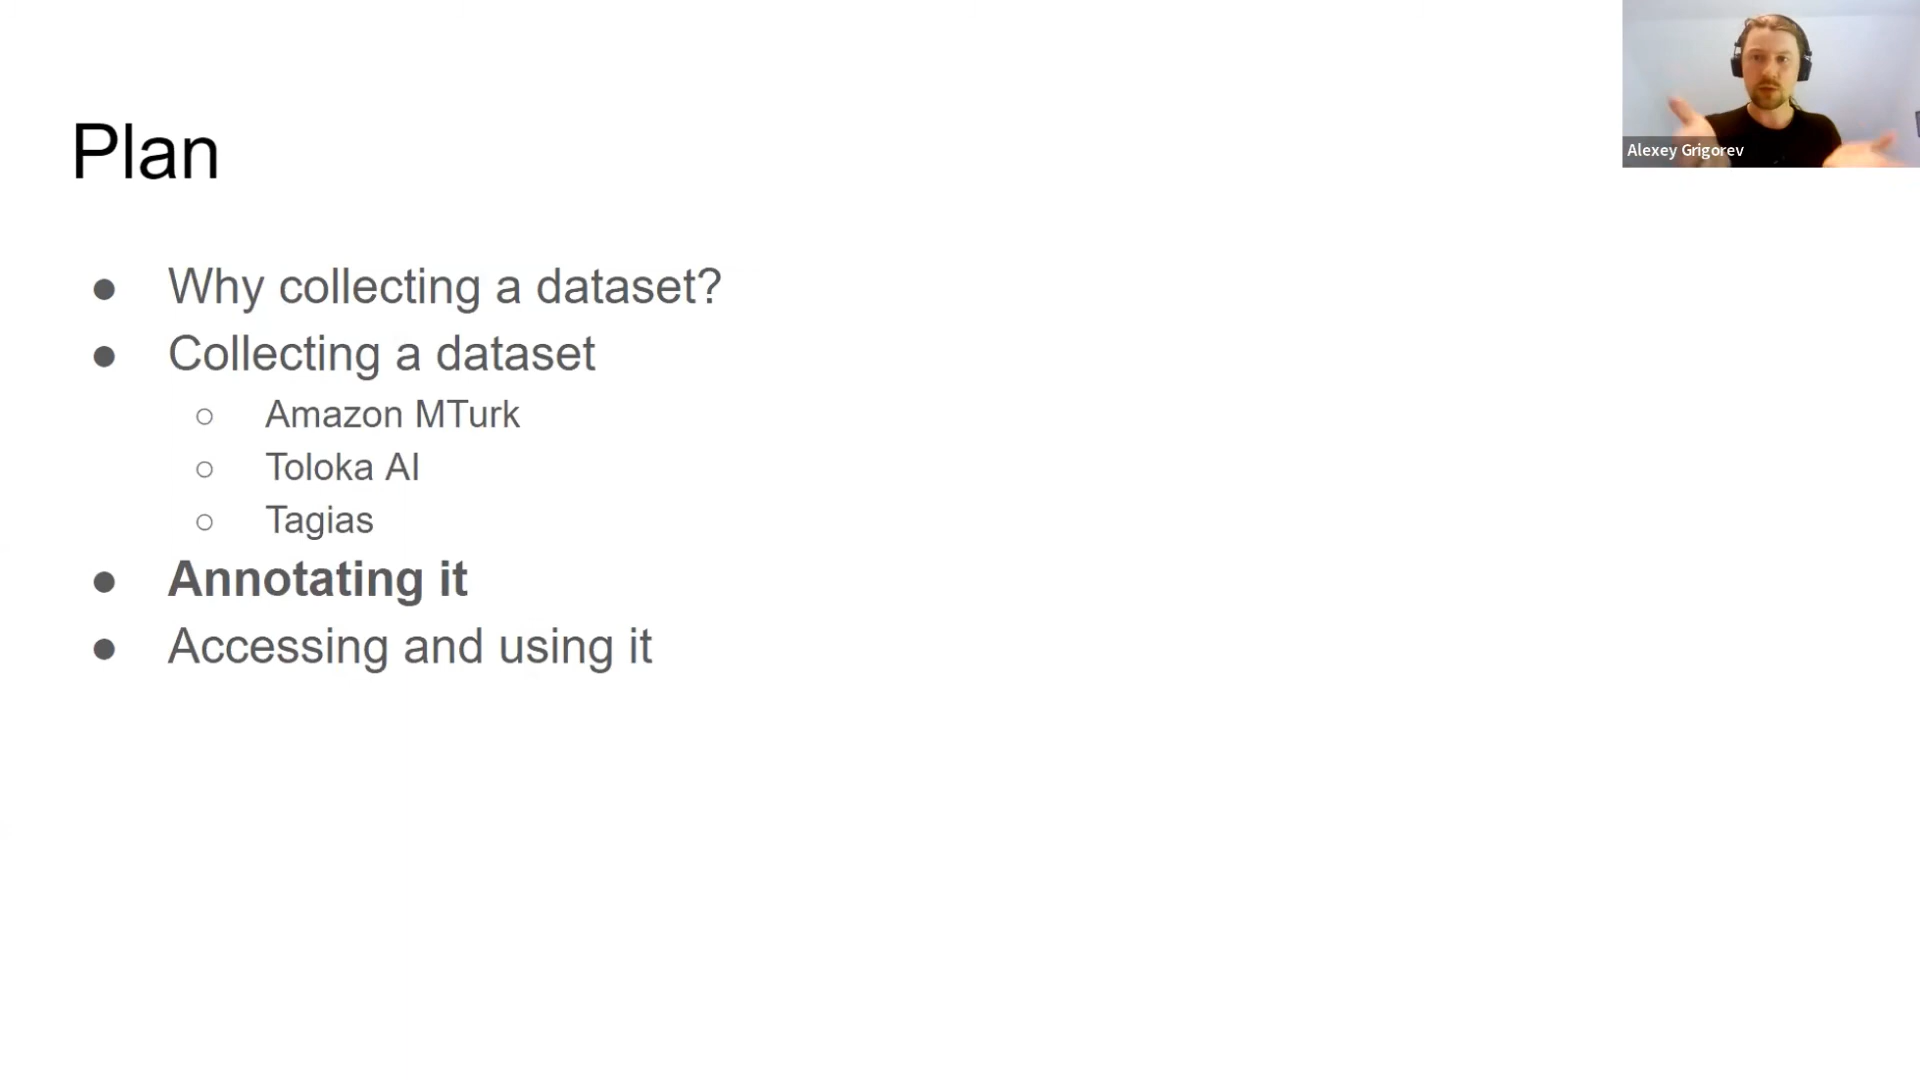 Alexey Grigorev
Plan
● Why collecting a dataset?
● Collecting a dataset
○ Amazon MTurk
○ Toloka AI
○ Tagias
● Annotating it
● Accessing and using it